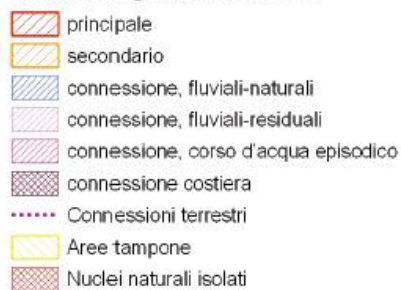 principale
secondario
connessione, fluviali-naturali
connessione, fluviali-residuali
connessione, corso d'acqua episodico
connessione costiera
Connessioni terrestri
Aree tampone
Nuclei naturali isolati